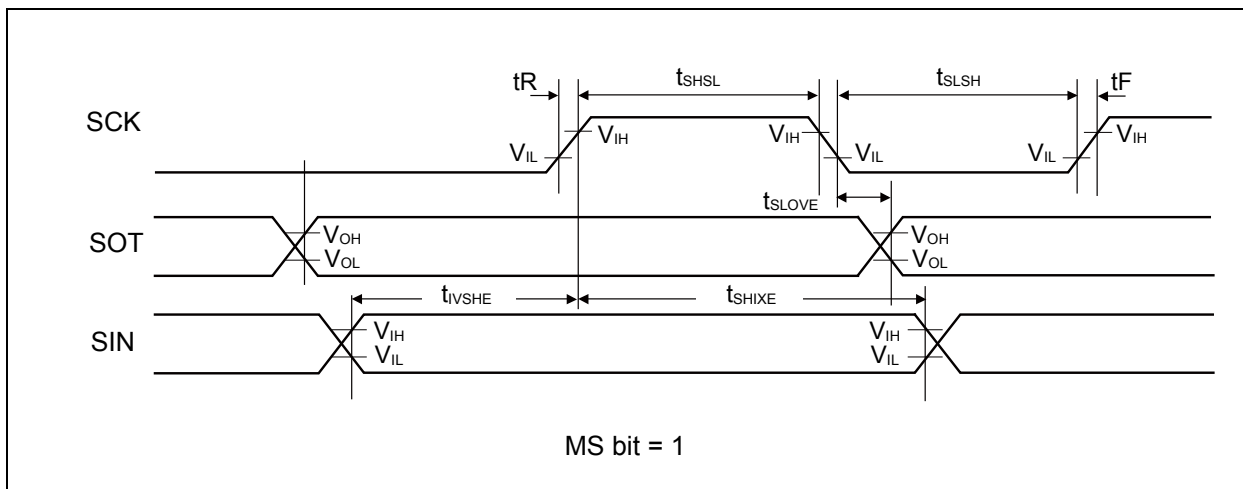 tR tSHSL tSLSH tF
SCK VIH VIH VIH
VIL VIL VIL
tSLOVE
SOT VOH VOH
VOL VOL
tIVSHE tSHIXE
SIN VIH VIH
VIL VIL
MS bit = 1